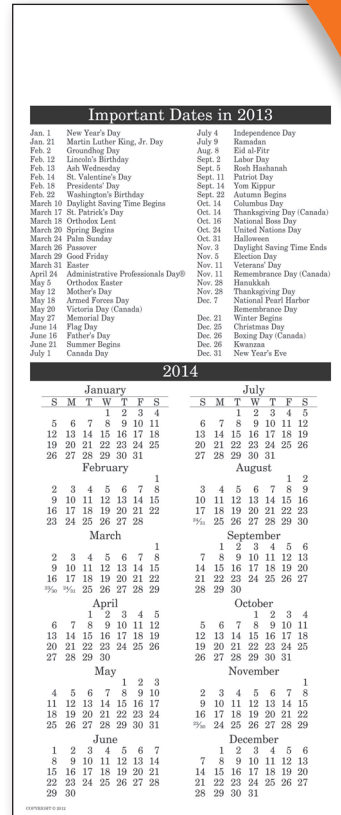 Important Dates in 2013
Jan. 1 New Year's Day
Jan. 21 Martin Luther King, Jr. Day
Feb. 2 Groundhog Day
Feb. 12 Lincoln's Birthday
Feb. 13 Ash Wednesday
Feb. 14 St. Valentine's Day
Feb. 18 Presidents' Day
Feb. 22 Washington's Birthday
March 10 Daylight Saving Time Begins
March 17 St. Patrick's Day
March 18 Orthodox Lent
March 20 Spring Begins
March 24 Palm Sunday
March 26 Passover
March 29 Good Friday
March 31 Easter
April 24 Administrative Professionals Day®
May 5 Orthodox Easter
May 12 Mother's Day
May 18 Armed Forces Day
May 20 Victoria Day (Canada)
May 27 Memorial Day
June 14 Flag Day
June 16 Father's Day
June 21 Summer Begins
July 1 Canada Day
July 4 Independence Day
July 9 Ramadan
Aug. 8 Eid al-Fitr
Sept. 2 Labor Day
Sept. 5 Rosh Hashanah
Sept. 11 Patriot Day
Sept. 14 Yom Kippur
Sept. 22 Autumn Begins
Oct. 14 Columbus Day
Oct. 14 Thanksgiving Day (Canada)
Oct. 16 National Boss Day
Oct. 24 United Nations Day
Oct. 31 Halloween
Nov. 3 Daylight Saving Time Ends
Nov. 5 Election Day
Nov. 11 Veterans' Day
Nov. 11 Remembrance Day (Canada)
Nov. 28 Hanukkah
Nov. 28 Thanksgiving Day
Dec. 7 National Pearl Harbor
Remembrance Day
Dec. 21 Winter Begins
Dec. 25 Christmas Day
Dec. 26 Boxing Day (Canada)
Dec. 26 Kwanzaa
Dec. 31 New Year's Eve
2014
January
S M T W T F S
1 2 3 4
5 6 7 8 9 10 11
12 13 14 15 16 17 18
19 20 21 22 23 24 25
26 27 28 29 30 31
February
1
2 3 4 5 6 7 8
9 10 11 12 13 14 15
16 17 18 19 20 21 22
23 24 25 26 27 28
March
1
2 3 4 5 6 7 8
9 10 11 12 13 14 15
16 17 18 19 20 21 22
23/30 24/31 25 26 27 28 29
April
1 2 3 4 5
6 7 8 9 10 11 12
13 14 15 16 17 18 19
20 21 22 23 24 25 26
27 28 29 30
May
1 2 3
4 5 6 7 8 9 10
11 12 13 14 15 16 17
18 19 20 21 22 23 24
25 26 27 28 29 30 31
June
1 2 3 4 5 6 7
8 9 10 11 12 13 14
15 16 17 18 19 20 21
22 23 24 25 26 27 28
29 30
July
S M T W T F S
1 2 3 4 5
6 7 8 9 10 11 12
13 14 15 16 17 18 19
20 21 22 23 24 25 26
27 28 29 30 31
August
1 2
3 4 5 6 7 8 9
10 11 12 13 14 15 16
17 18 19 20 21 22 23
24/31 25 26 27 28 29 30
September
1 2 3 4 5 6
7 8 9 10 11 12 13
14 15 16 17 18 19 20
21 22 23 24 25 26 27
28 29 30
October
1 2 3 4
5 6 7 8 9 10 11
12 13 14 15 16 17 18
19 20 21 22 23 24 25
26 27 28 29 30 31
November
1
2 3 4 5 6 7 8
9 10 11 12 13 14 15
16 17 18 19 20 21 22
23/30 24 25 26 27 28 29
December
1 2 3 4 5 6
7 8 9 10 11 12 13
14 15 16 17 18 19 20
21 22 23 24 25 26 27
28 29 30 31
COPYRIGHT © 2012